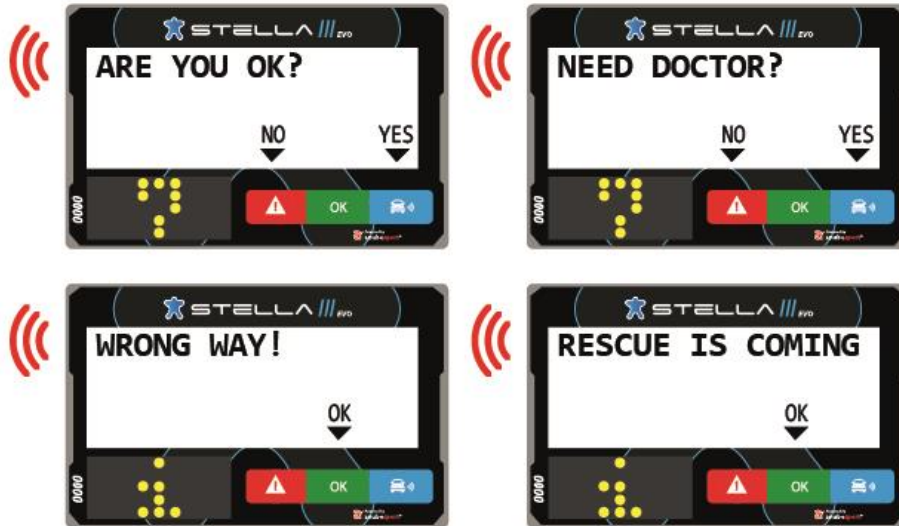 STELLA III EVO
ARE YOU OK?
NO YES
OK
STELLA III EVO
NEED DOCTOR?
NO YES
OK
STELLA III EVO
WRONG WAY!
OK
OK
STELLA III EVO
RESCUE IS COMING
OK
OK